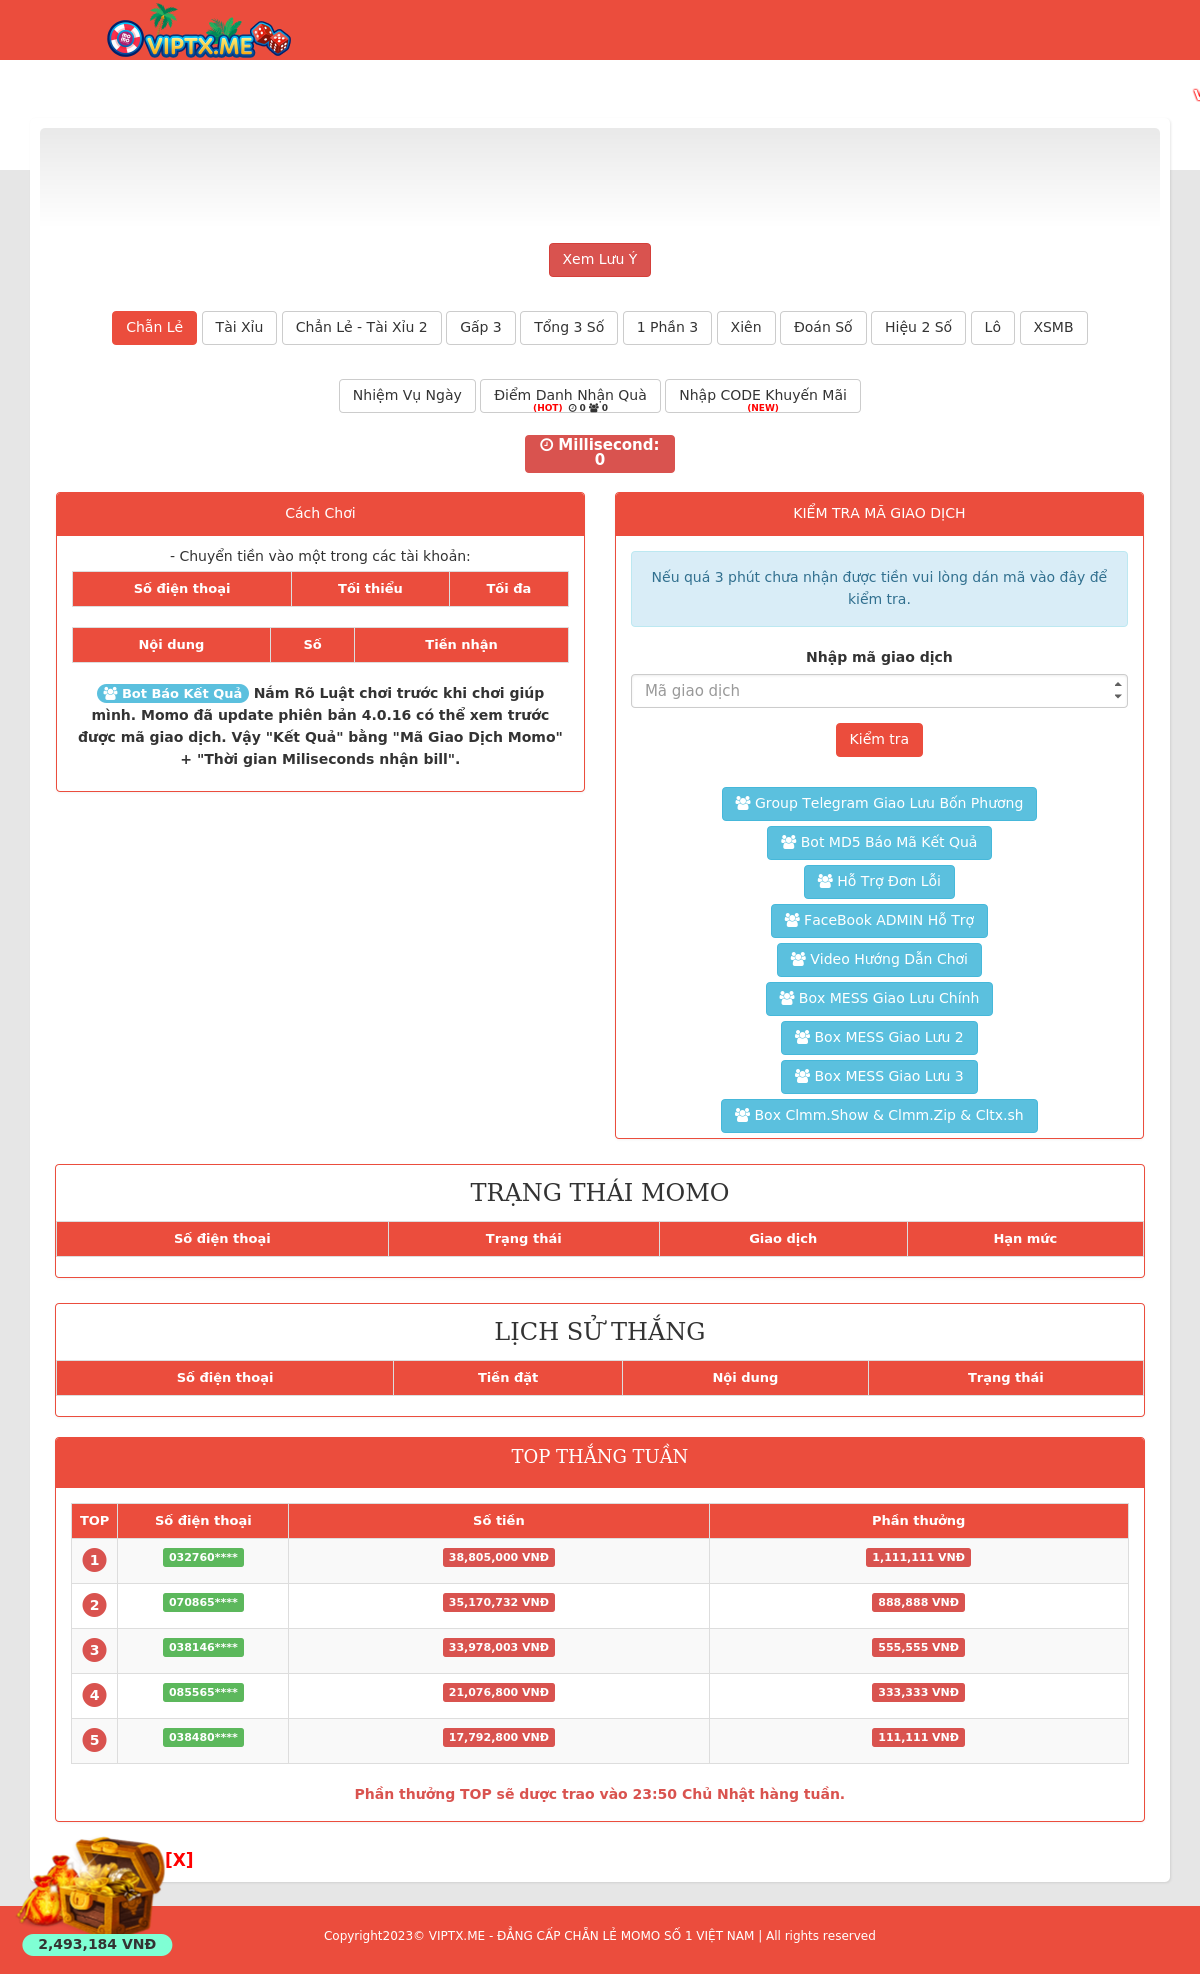 VIPTX.ME
Xem Lưu Ý
Chẵn Lẻ
Tài Xỉu
Chẳn Lẻ - Tài Xỉu 2
Gấp 3
Tổng 3 Số
1 Phần 3
Xiên
Đoán Số
Hiệu 2 Số
Lô
XSMB
Nhiệm Vụ Ngày
Điểm Danh Nhận Quà
(HOT) 0 0
Nhập CODE Khuyến Mãi
(NEW)
Millisecond:
0
Cách Chơi
- Chuyển tiền vào một trong các tài khoản:
Số điện thoại Tối thiểu Tối đa
Nội dung Số Tiền nhận
Bot Báo Kết Quả Nắm Rõ Luật chơi trước khi chơi giúp
mình. Momo đã update phiên bản 4.0.16 có thể xem trước
được mã giao dịch. Vậy "Kết Quả" bằng "Mã Giao Dịch Momo"
+ "Thời gian Miliseconds nhận bill".
KIỂM TRA MÃ GIAO DỊCH
Nếu quá 3 phút chưa nhận được tiền vui lòng dán mã vào đây để
kiểm tra.
Nhập mã giao dịch
Mã giao dịch
Kiểm tra
Group Telegram Giao Lưu Bốn Phương
Bot MD5 Báo Mã Kết Quả
Hỗ Trợ Đơn Lỗi
FaceBook ADMIN Hỗ Trợ
Video Hướng Dẫn Chơi
Box MESS Giao Lưu Chính
Box MESS Giao Lưu 2
Box MESS Giao Lưu 3
Box Clmm.Show & Clmm.Zip & Cltx.sh
TRẠNG THÁI MOMO
Số điện thoại Trạng thái Giao dịch Hạn mức
LỊCH SỬ THẮNG
Số điện thoại Tiền đặt Nội dung Trạng thái
TOP THẮNG TUẦN
TOP Số điện thoại Số tiền Phần thưởng
1 032760**** 38,805,000 VNĐ 1,111,111 VNĐ
2 070865**** 35,170,732 VNĐ 888,888 VNĐ
3 038146**** 33,978,003 VNĐ 555,555 VNĐ
4 085565**** 21,076,800 VNĐ 333,333 VNĐ
5 038480**** 17,792,800 VNĐ 111,111 VNĐ
Phần thưởng TOP sẽ dược trao vào 23:50 Chủ Nhật hàng tuần.
[X]
2,493,184 VNĐ
Copyright2023© VIPTX.ME - ĐẲNG CẤP CHẴN LẺ MOMO SỐ 1 VIỆT NAM | All rights reserved